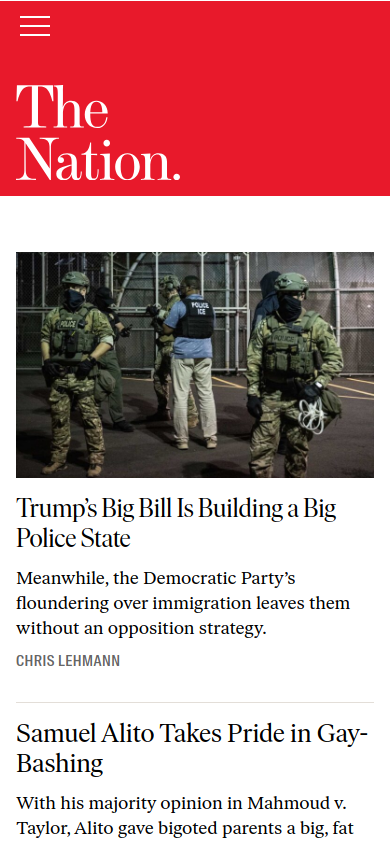 The
Nation.
POLICE
POLICE
ICE
Trump’s Big Bill Is Building a Big
Police State
Meanwhile, the Democratic Party’s
floundering over immigration leaves them
without an opposition strategy.
CHRIS LEHMANN
Samuel Alito Takes Pride in Gay-
Bashing
With his majority opinion in Mahmoud v.
Taylor, Alito gave bigoted parents a big, fat